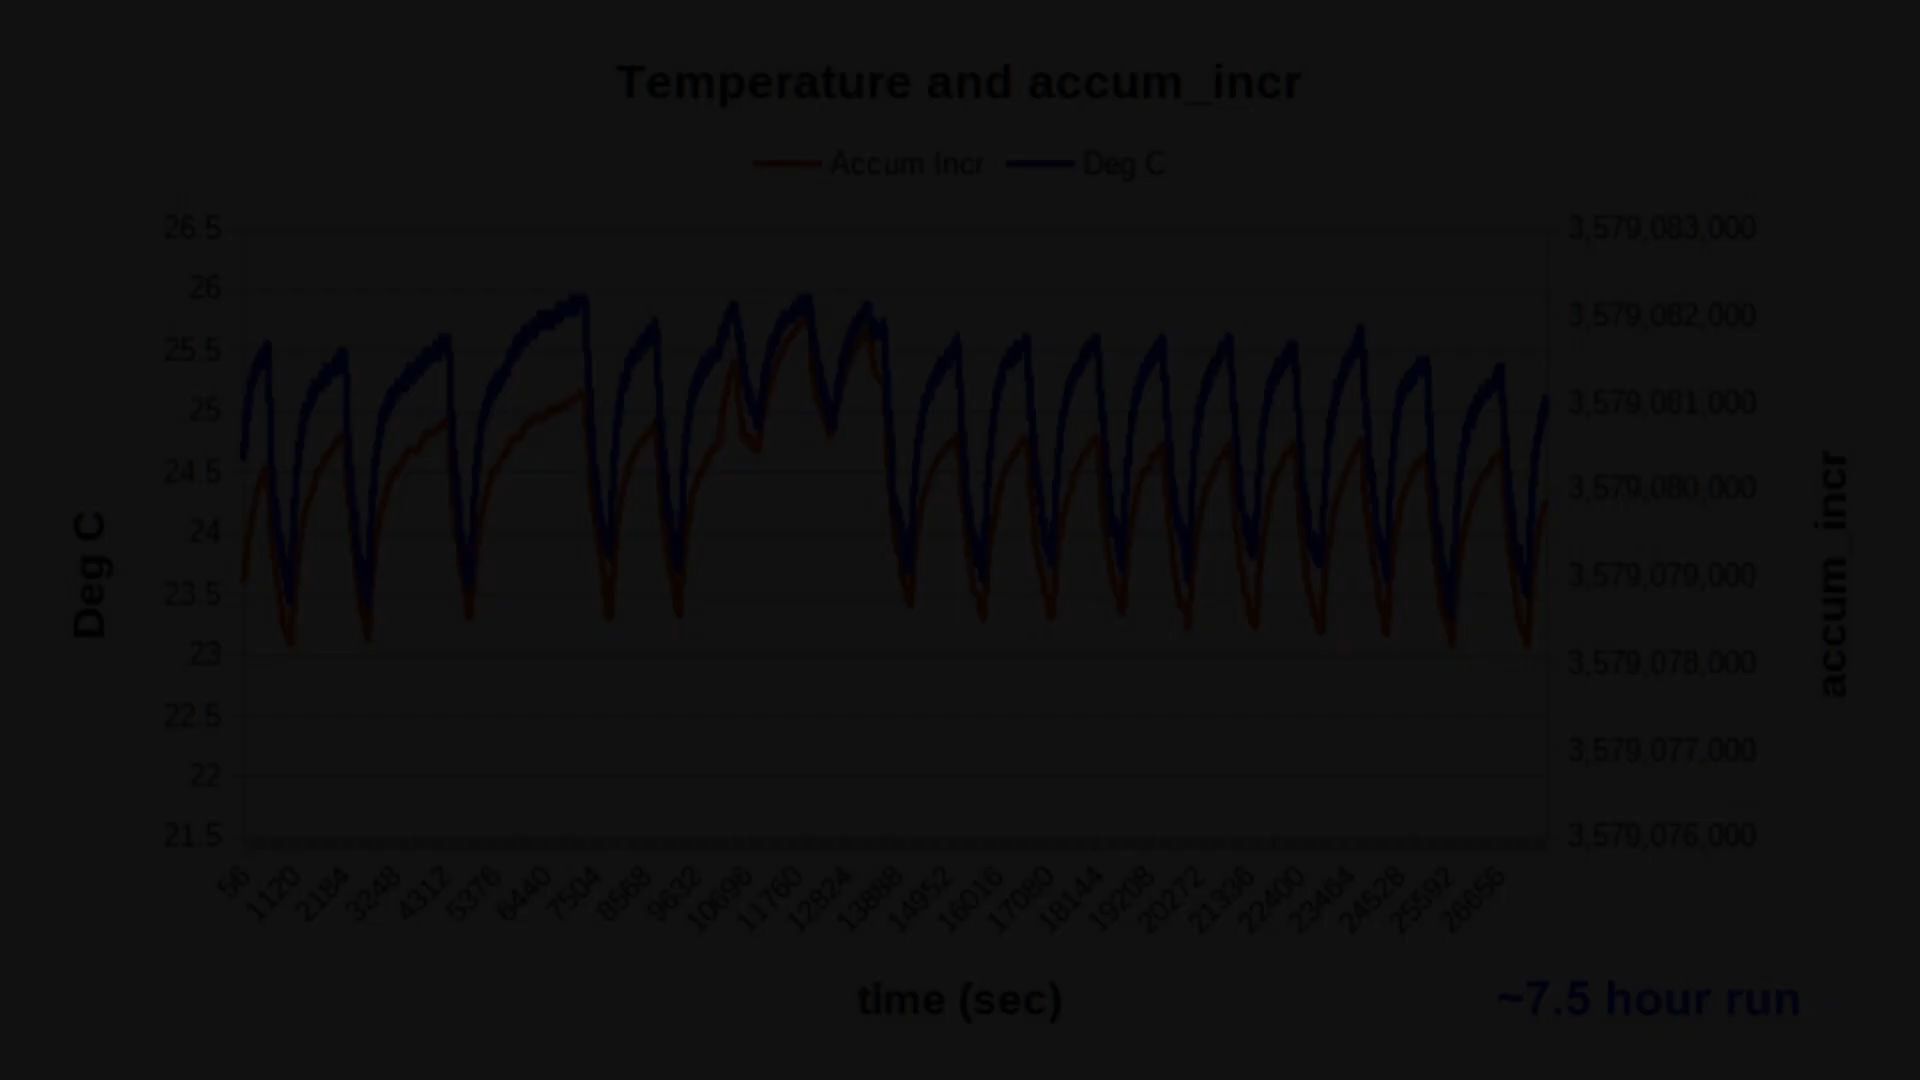 Temperature and accum_incr
Accum Incr Deg C
26.5
26
25.5
25
24.5
24
23.5
23
22.5
22
21.5
Deg C
3,579,083,000
3,579,082,000
3,579,081,000
3,579,080,000
3,579,079,000
3,579,078,000
3,579,077,000
3,579,076,000
accum_incr
56 1120 2184 3248 4312 5376 6440 7504 8568 9632 10696 11760 12824 13888 14952 16016 17080 18144 19208 20272 21336 22400 23464 24528 25592 26656
time (sec)
~7.5 hour run